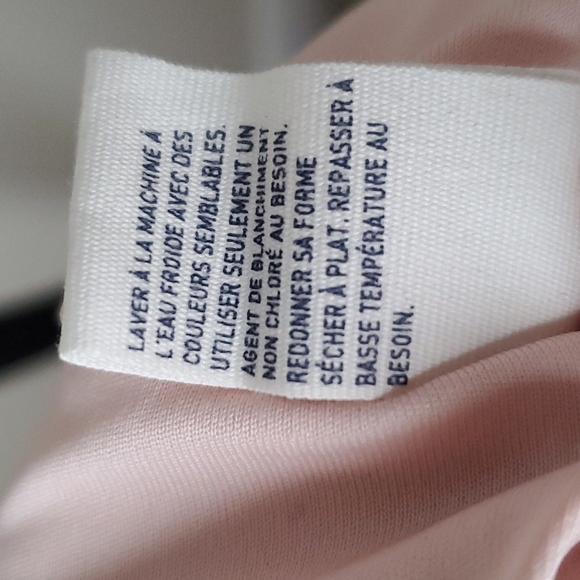 LAVER À LA MACHINE À
L'EAU FROIDE AVEC DES
COULEURS SEMBLABLES.
UTILISER SEULEMENT UN
AGENT DE BLANCHIMENT
NON CHLORÉ AU BESOIN.
REDONNER SA FORME
SÉCHER À PLAT. REPASSER À
BASSE TEMPÉRATURE AU
BESOIN.